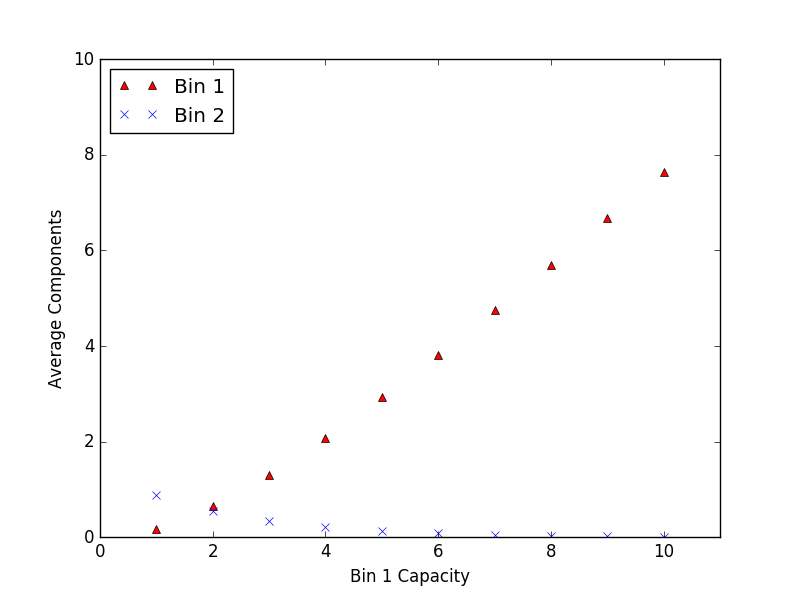 10
Bin 1
Bin 2
8
6
4
2
0
0 2 4 6 8 10
Average Components
Bin 1 Capacity